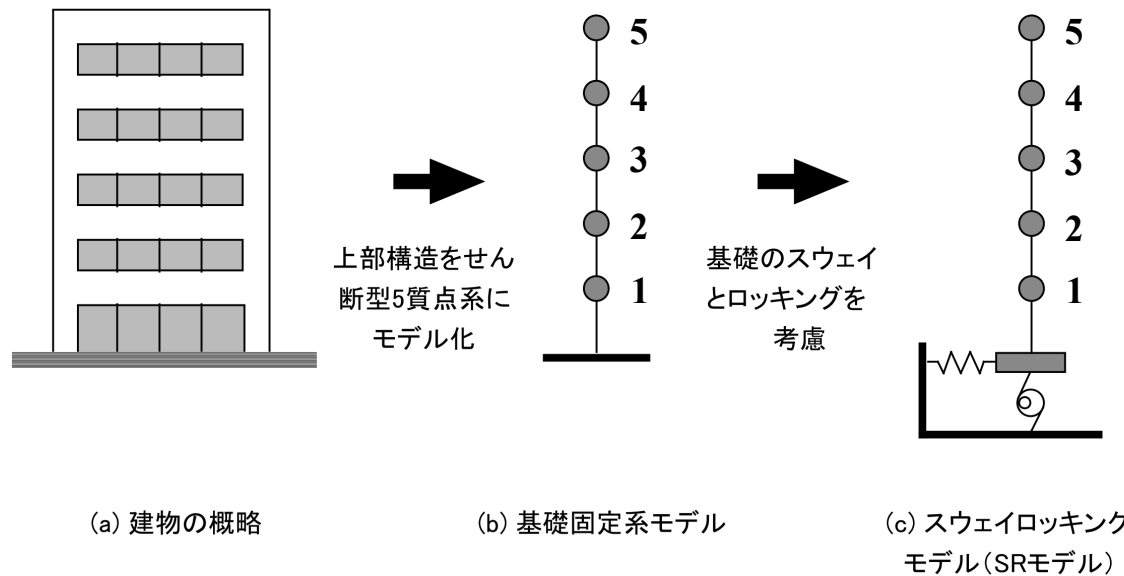 5
4
3
2
1
上部構造をせん
断型5質点系に
モデル化
5
4
3
2
1
基礎のスウェイ
とロッキングを
考慮
(a) 建物の概略
(b) 基礎固定系モデル
(c) スウェイロッキング
モデル(SRモデル)